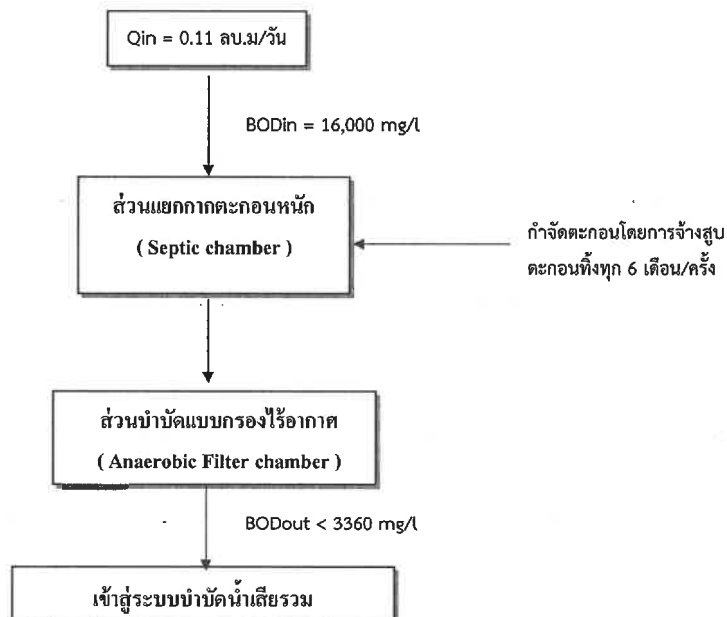 Qin = 0.11 ลบ.ม/วัน
BODin = 16,000 mg/l
ส่วนแยกกากตะกอนหนัก
( Septic chamber )
กำจัดตะกอนโดยการจ้างสูบ
ตะกอนทิ้งทุก 6 เดือน/ครั้ง
ส่วนบำบัดแบบกรองไร้อากาศ
( Anaerobic Filter chamber )
BODout < 3360 mg/l
เข้าสู่ระบบบำบัดน้ำเสียรวม